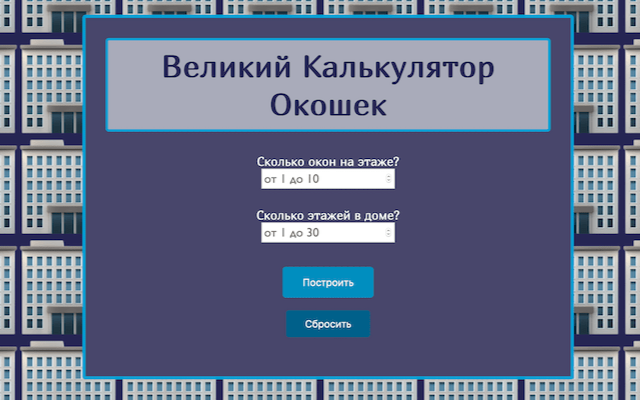 Великий Калькулятор
Окошек
Сколько окон на этаже?
от 1 до 10
Сколько этажей в доме?
от 1 до 30
Построить
Сбросить